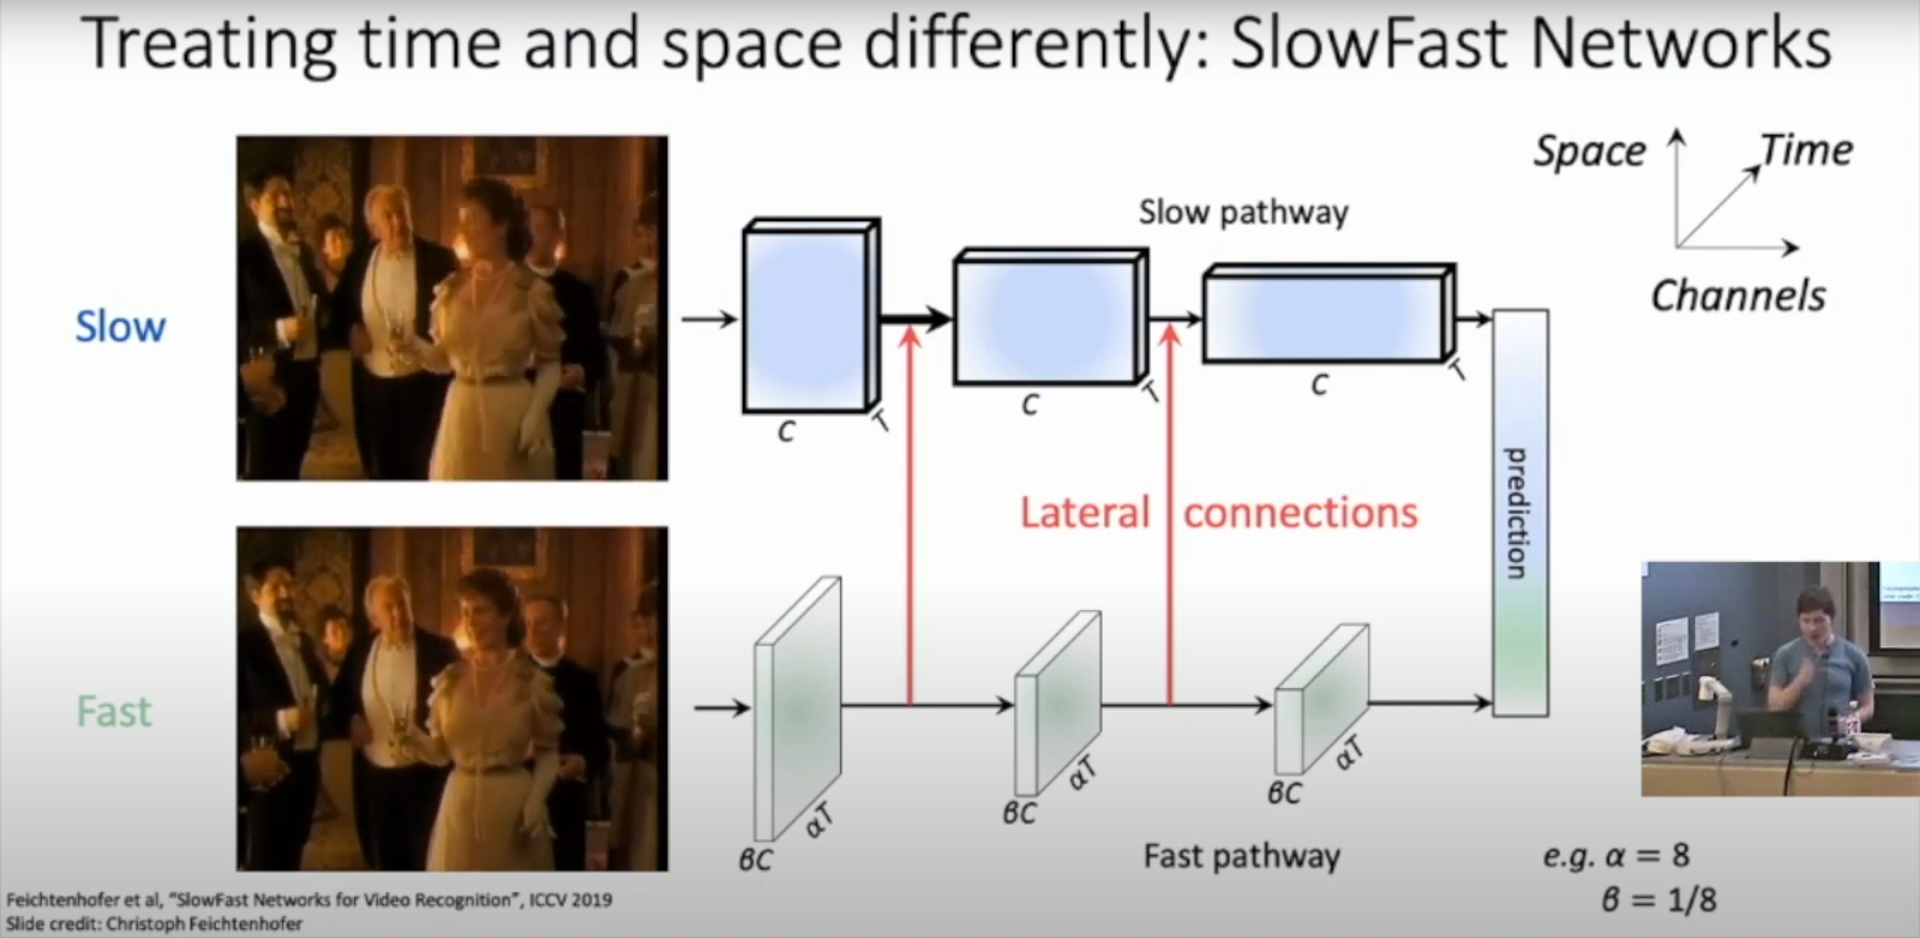 Treating time and space differently: SlowFast Networks
Space
Time
Channels
Slow pathway
Slow
C
T
C
T
C
T
prediction
Lateral connections
Fast
βC
αT
βC
αT
βC
αT
Fast pathway
e.g. α = 8
β = 1/8
Feichtenhofer et al, "SlowFast Networks for Video Recognition", ICCV 2019
Slide credit: Christoph Feichtenhofer